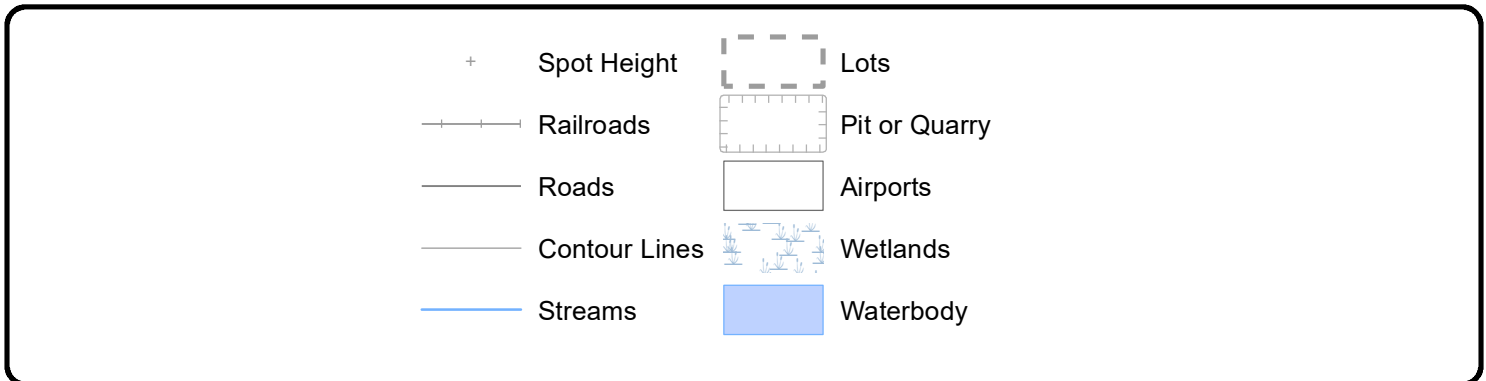 Spot Height
Railroads
Roads
Contour Lines
Streams
Lots
Pit or Quarry
Airports
Wetlands
Waterbody